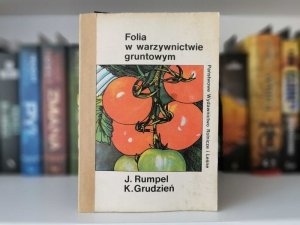 Folia
w warzywnictwie
gruntowym
Państwowe Wydawnictwo Rolnicze i Leśne
J. Rumpel
K. Grudzień